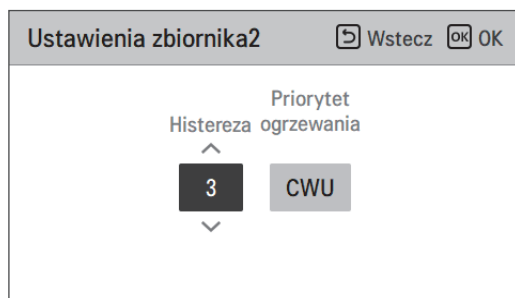 Ustawienia zbiornika2
Wstecz OK OK
Histereza
Priorytet
ogrzewania
3
CWU